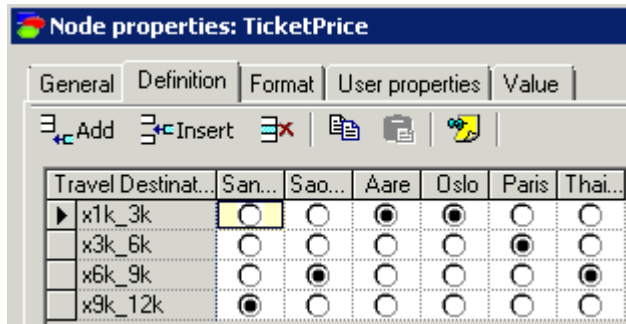 Node properties: TicketPrice
General Definition Format User properties Value
Add Insert
Travel Destinat... San... Sao... Aare Oslo Paris Thai...
x1k_3k
x3k_6k
x6k_9k
x9k_12k